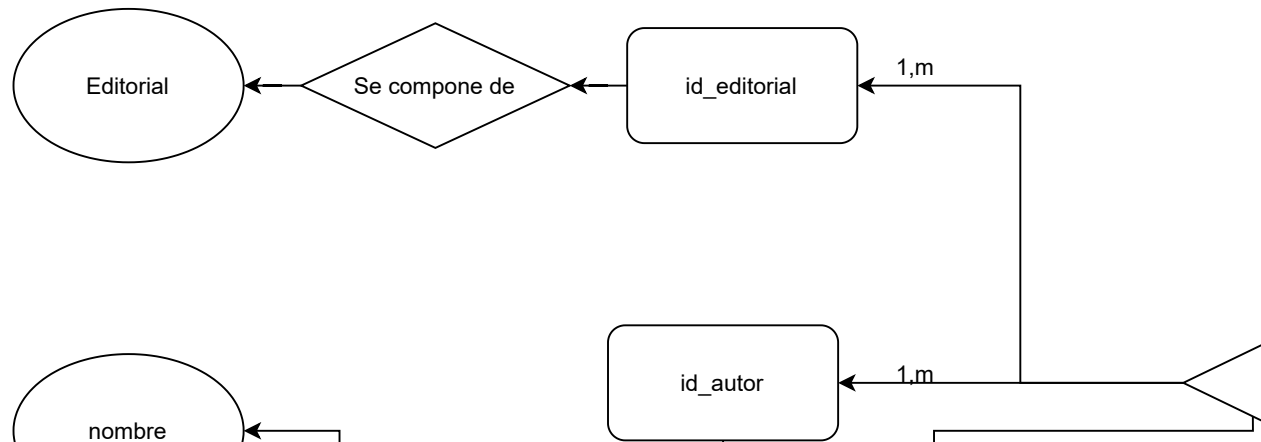 Editorial
Se compone de
id_editorial
1,m
id_autor
1,m
nombre